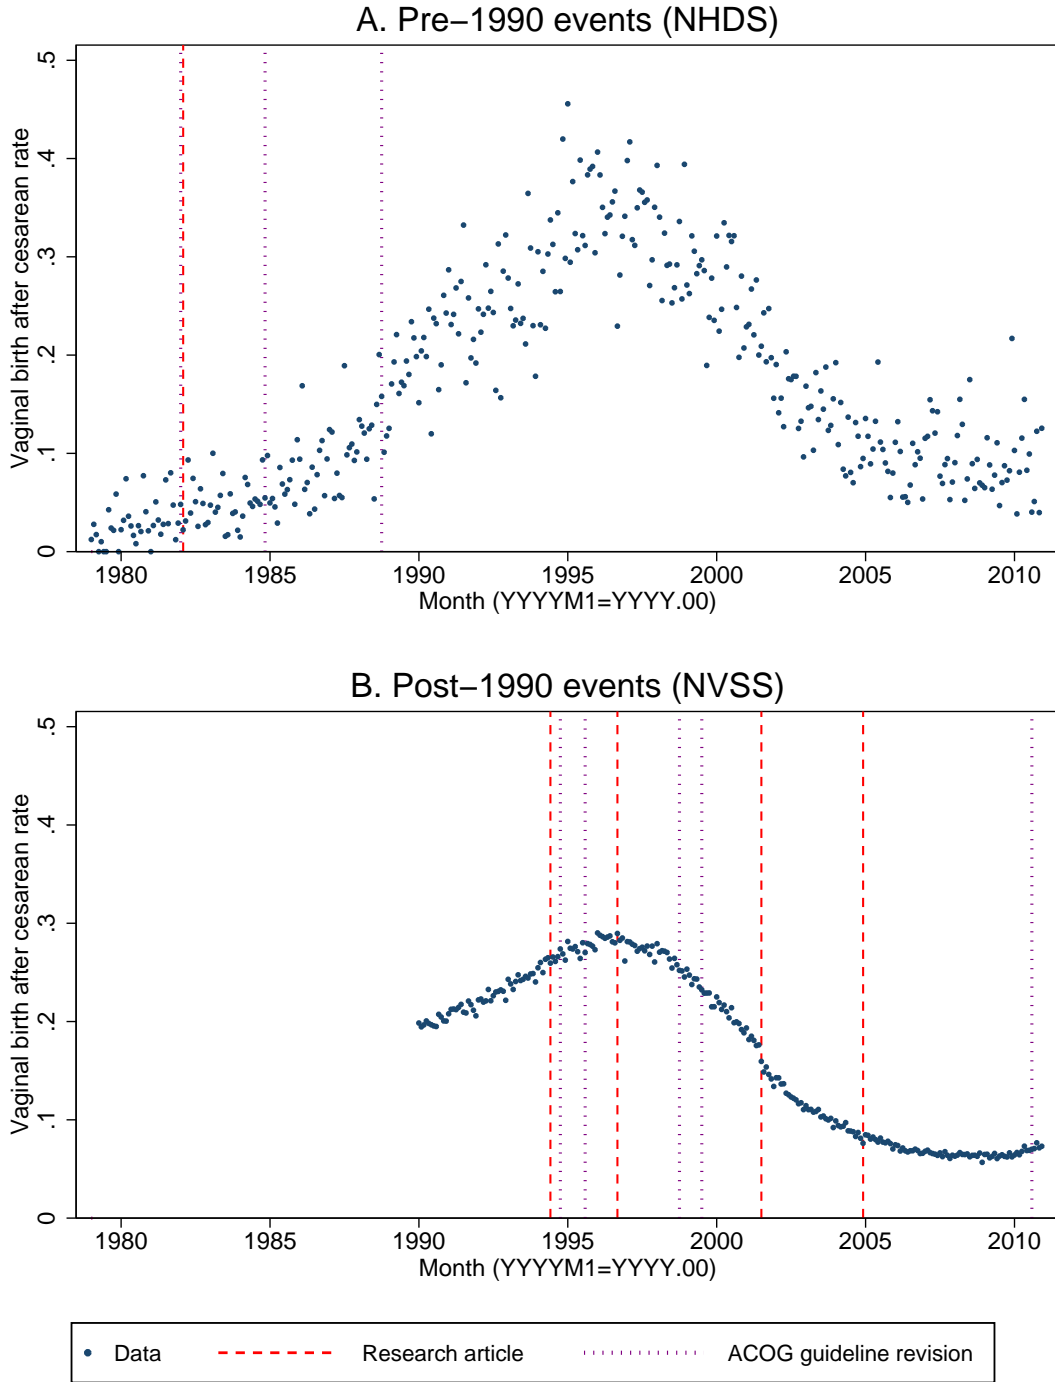 A. Pre−1990 events (NHDS)
Vaginal birth after cesarean rate
.5
.4
.3
.2
.1
0
1980 1985 1990 1995 2000 2005 2010
Month (YYYYM1=YYYY.00)
B. Post−1990 events (NVSS)
Vaginal birth after cesarean rate
.5
.4
.3
.2
.1
0
1980 1985 1990 1995 2000 2005 2010
Month (YYYYM1=YYYY.00)
Data Research article ACOG guideline revision